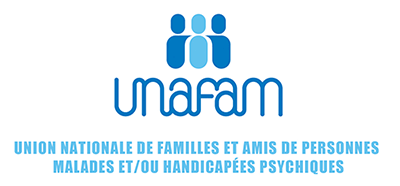 unafam
UNION NATIONALE DE FAMILLES ET AMIS DE PERSONNES
MALADES ET/OU HANDICAPÉES PSYCHIQUES